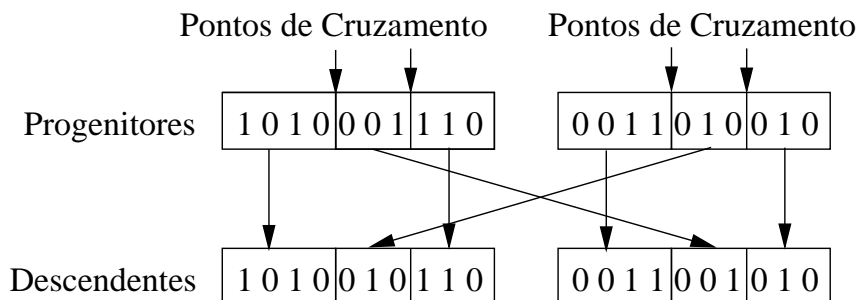 Pontos de Cruzamento Pontos de Cruzamento
Progenitores 1 0 1 0 0 0 1 1 1 0 0 0 1 1 0 1 0 0 1 0
Descendentes 1 0 1 0 0 1 0 1 1 0 0 0 1 1 0 0 1 0 1 0